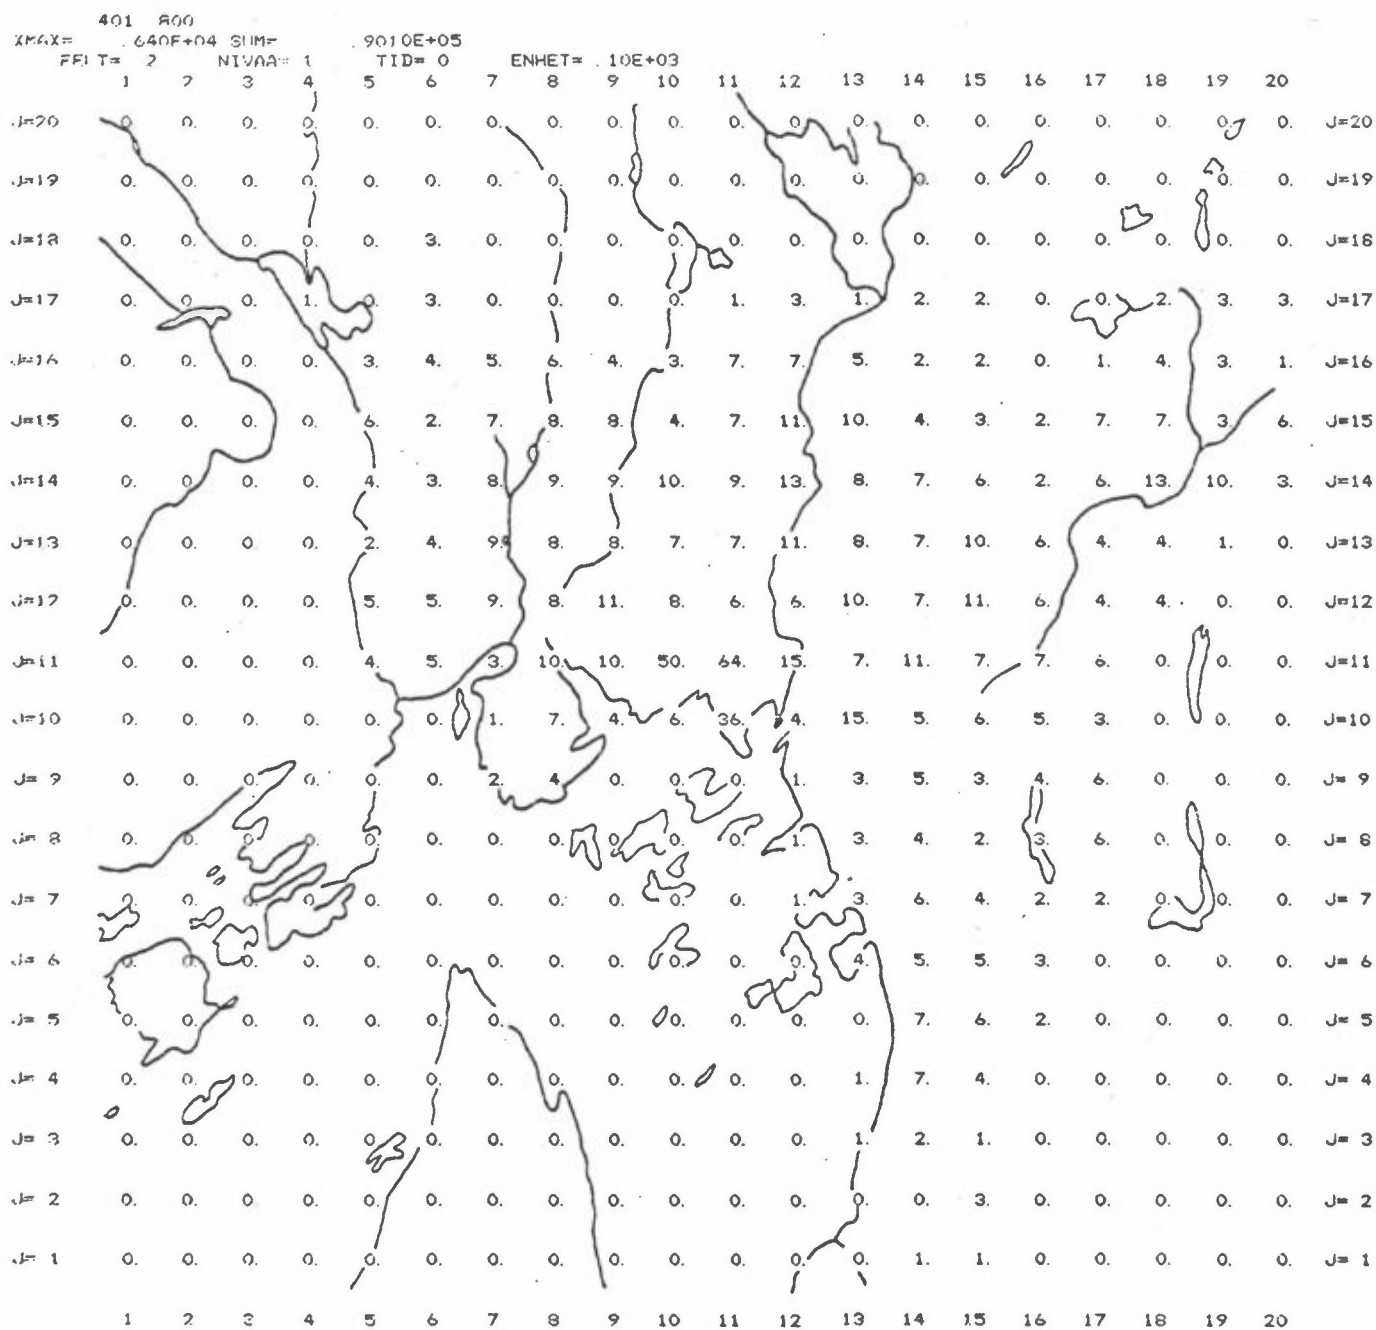 401 800
XMAX= .640E+04 SUM= .9010E+05
FELT= 2 NIVAA= 1 TID= 0 ENHET= .10E+03
1 2 3 4 5 6 7 8 9 10 11 12 13 14 15 16 17 18 19 20
J=20 0. 0. 0. 0. 0. 0. 0. 0. 0. 0. 0. 0. 0. 0. 0. 0. 0. 0. 0. 0. J=20
J=19 0. 0. 0. 0. 0. 0. 0. 0. 0. 0. 0. 0. 0. 0. 0. 0. 0. 0. 0. 0. J=19
J=18 0. 0. 0. 0. 0. 3. 0. 0. 0. 0. 0. 0. 0. 0. 0. 0. 0. 0. 0. 0. J=18
J=17 0. 0. 0. 1. 0. 3. 0. 0. 0. 0. 1. 3. 1. 2. 2. 0. 0. 2. 3. 3. J=17
J=16 0. 0. 0. 0. 3. 4. 5. 6. 4. 3. 7. 7. 5. 2. 2. 0. 1. 4. 3. 1. J=16
J=15 0. 0. 0. 0. 6. 2. 7. 8. 8. 4. 7. 11. 10. 4. 3. 2. 7. 7. 3. 6. J=15
J=14 0. 0. 0. 0. 4. 3. 8. 9. 9. 10. 9. 13. 8. 7. 6. 2. 6. 13. 10. 3. J=14
J=13 0. 0. 0. 0. 2. 4. 9. 8. 8. 7. 7. 11. 8. 7. 10. 6. 4. 4. 1. 0. J=13
J=12 0. 0. 0. 0. 5. 5. 9. 8. 11. 8. 6. 6. 10. 7. 11. 6. 4. 4. 0. 0. J=12
J=11 0. 0. 0. 0. 4. 5. 3. 10. 10. 50. 64. 15. 7. 11. 7. 7. 6. 0. 0. 0. J=11
J=10 0. 0. 0. 0. 0. 0. 1. 7. 4. 6. 36. 4. 15. 5. 6. 5. 3. 0. 0. 0. J=10
J= 9 0. 0. 0. 0. 0. 0. 2. 4. 0. 0. 0. 1. 3. 5. 3. 4. 6. 0. 0. 0. J= 9
J= 8 0. 0. 0. 0. 0. 0. 0. 0. 0. 0. 0. 1. 3. 4. 2. 3. 6. 0. 0. 0. J= 8
J= 7 0. 0. 0. 0. 0. 0. 0. 0. 0. 0. 0. 1. 3. 6. 4. 2. 2. 0. 0. 0. J= 7
J= 6 0. 0. 0. 0. 0. 0. 0. 0. 0. 0. 0. 0. 4. 5. 5. 3. 0. 0. 0. 0. J= 6
J= 5 0. 0. 0. 0. 0. 0. 0. 0. 0. 0. 0. 0. 0. 7. 6. 2. 0. 0. 0. 0. J= 5
J= 4 0. 0. 0. 0. 0. 0. 0. 0. 0. 0. 0. 0. 1. 7. 4. 0. 0. 0. 0. 0. J= 4
J= 3 0. 0. 0. 0. 0. 0. 0. 0. 0. 0. 0. 0. 1. 2. 1. 0. 0. 0. 0. 0. J= 3
J= 2 0. 0. 0. 0. 0. 0. 0. 0. 0. 0. 0. 0. 0. 0. 3. 0. 0. 0. 0. 0. J= 2
J= 1 0. 0. 0. 0. 0. 0. 0. 0. 0. 0. 0. 0. 0. 1. 1. 0. 0. 0. 0. 0. J= 1
1 2 3 4 5 6 7 8 9 10 11 12 13 14 15 16 17 18 19 20